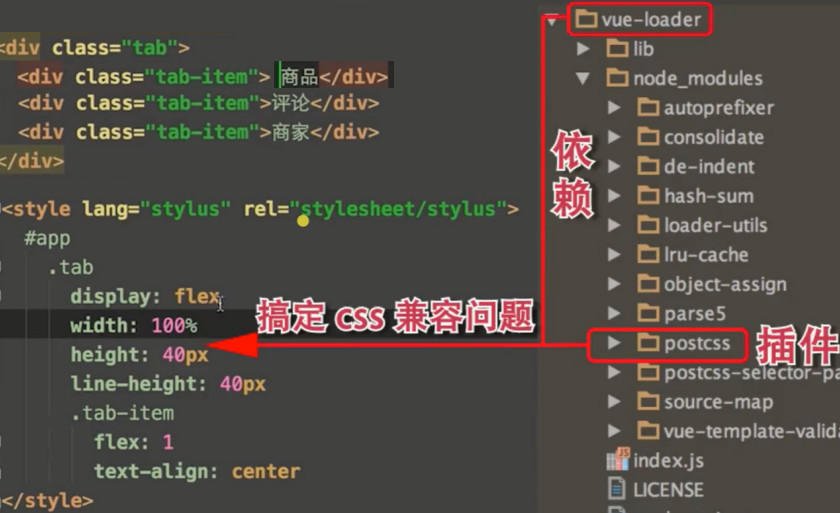 <div class="tab">
<div class="tab-item">商品</div>
<div class="tab-item">评论</div>
<div class="tab-item">商家</div>
</div>
<style lang="stylus" rel="stylesheet/stylus">
#app
.tab
display: flex
width: 100%
height: 40px
line-height: 40px
.tab-item
flex: 1
text-align: center
</style>
搞定 css 兼容问题
依赖
vue-loader
lib
node_modules
autoprefixer
consolidate
de-indent
hash-sum
loader-utils
lru-cache
object-assign
parse5
postcss
插件
postcss-selector-pa
source-map
vue-template-valida
JS
index.js
LICENSE